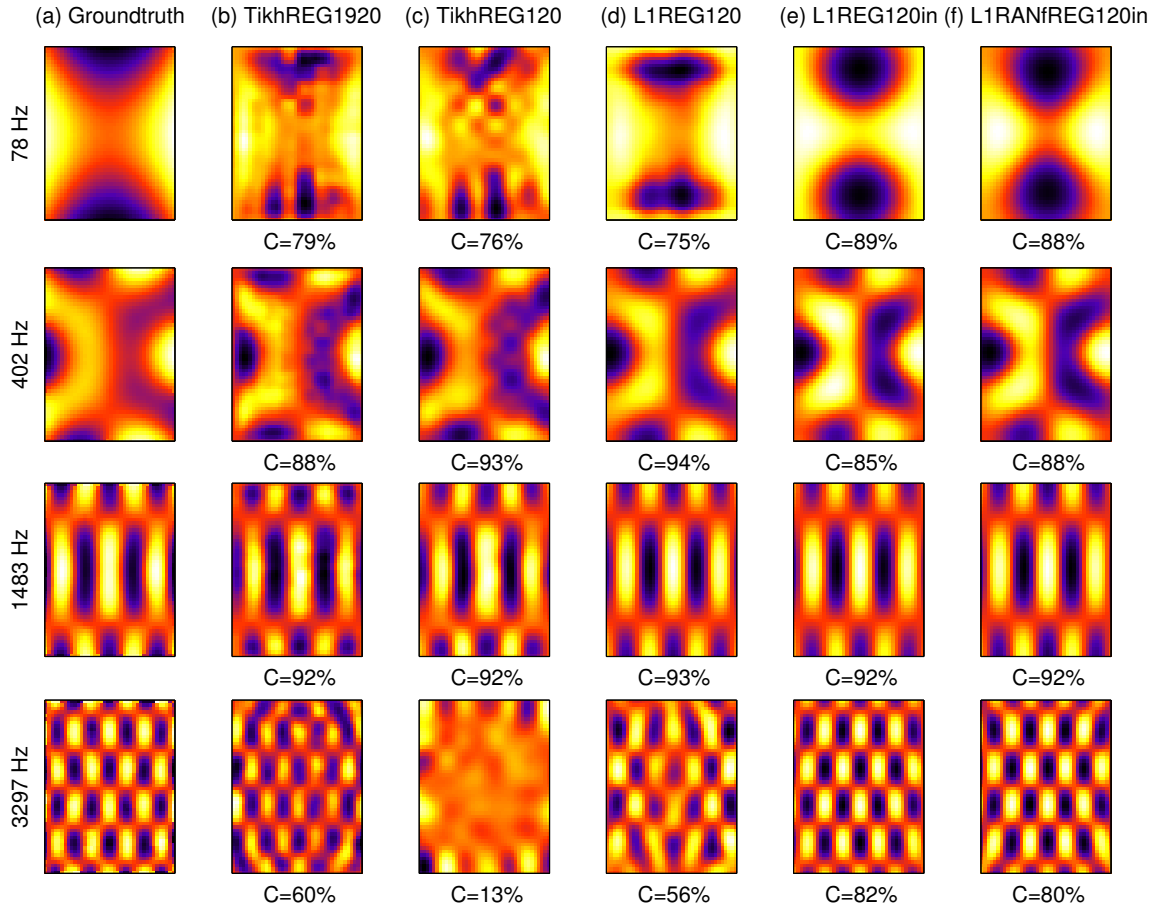 (a) Groundtruth (b) TikhREG1920 (c) TikhREG120 (d) L1REG120 (e) L1REG120in (f) L1RANfREG120in
78 Hz
C=79% C=76% C=75% C=89% C=88%
402 Hz
C=88% C=93% C=94% C=85% C=88%
1483 Hz
C=92% C=92% C=93% C=92% C=92%
3297 Hz
C=60% C=13% C=56% C=82% C=80%